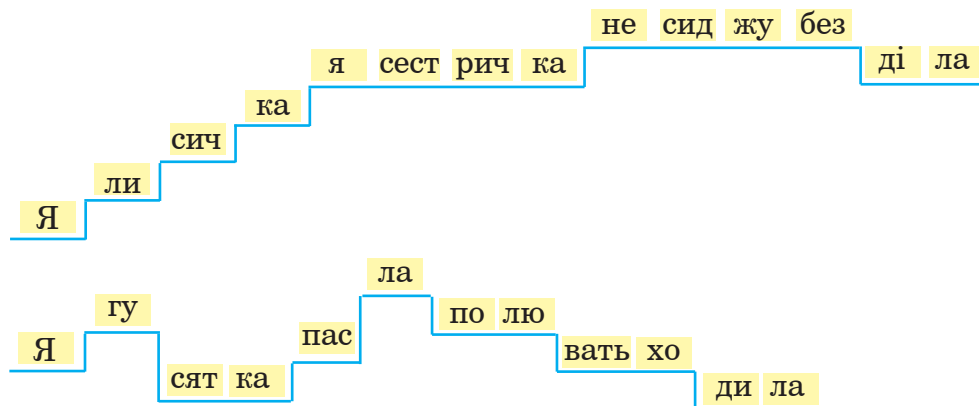 Я ли сич ка я сест рич ка не сид жу без ді ла
Я гу сят ка пас ла по лю вать хо ди ла